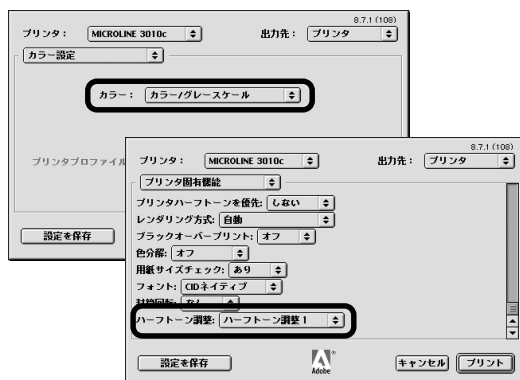 8.7.1 (108)
プリンタ： MICROLINE 3010c 出力先： プリンタ
カラー設定
カラー： カラー/グレースケール
プリンタプロファイル
設定を保存
8.7.1 (108)
プリンタ： MICROLINE 3010c 出力先： プリンタ
プリンタ固有機能
プリンタハーフトーンを優先： しない
レンダリング方式： 自動
ブラックオーバープリント： オフ
色分解： オフ
用紙サイズチェック： あり
フォント： CIDネイティブ
ハーフトーン調整： ハーフトーン調整 1
設定を保存 Adobe キャンセル プリント